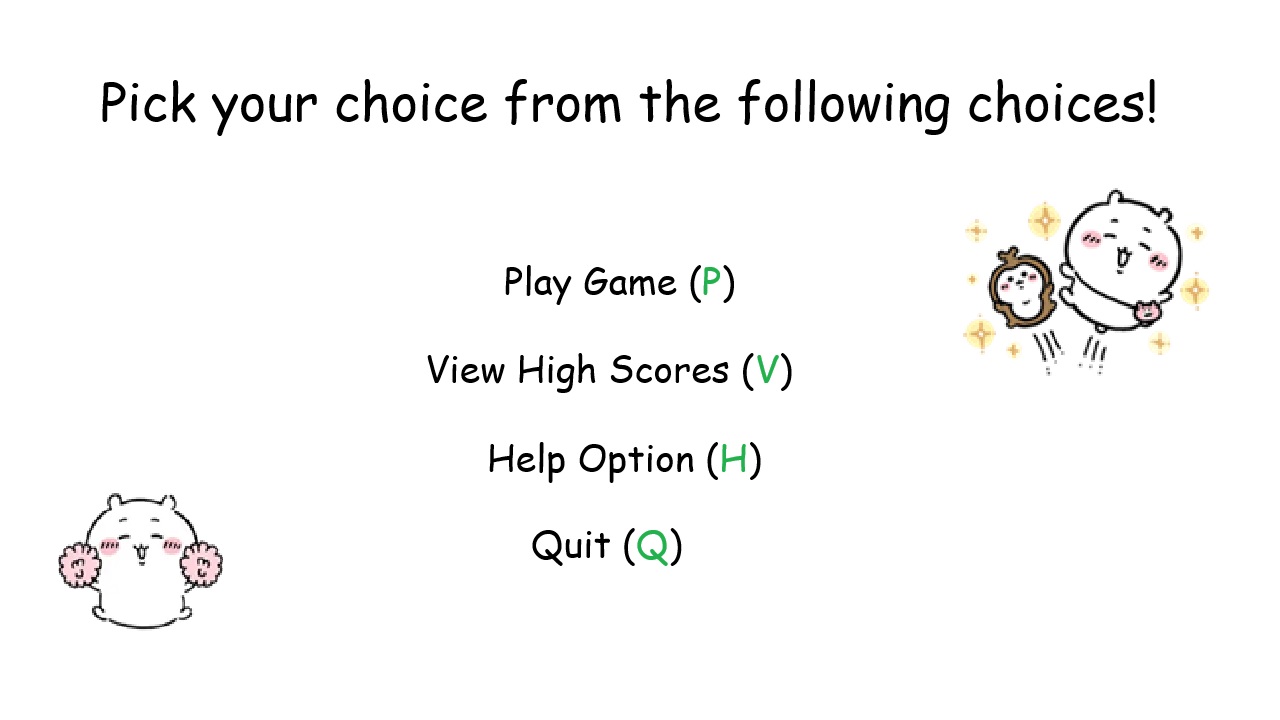 Pick your choice from the following choices!
Play Game (P)
View High Scores (V)
Help Option (H)
Quit (Q)